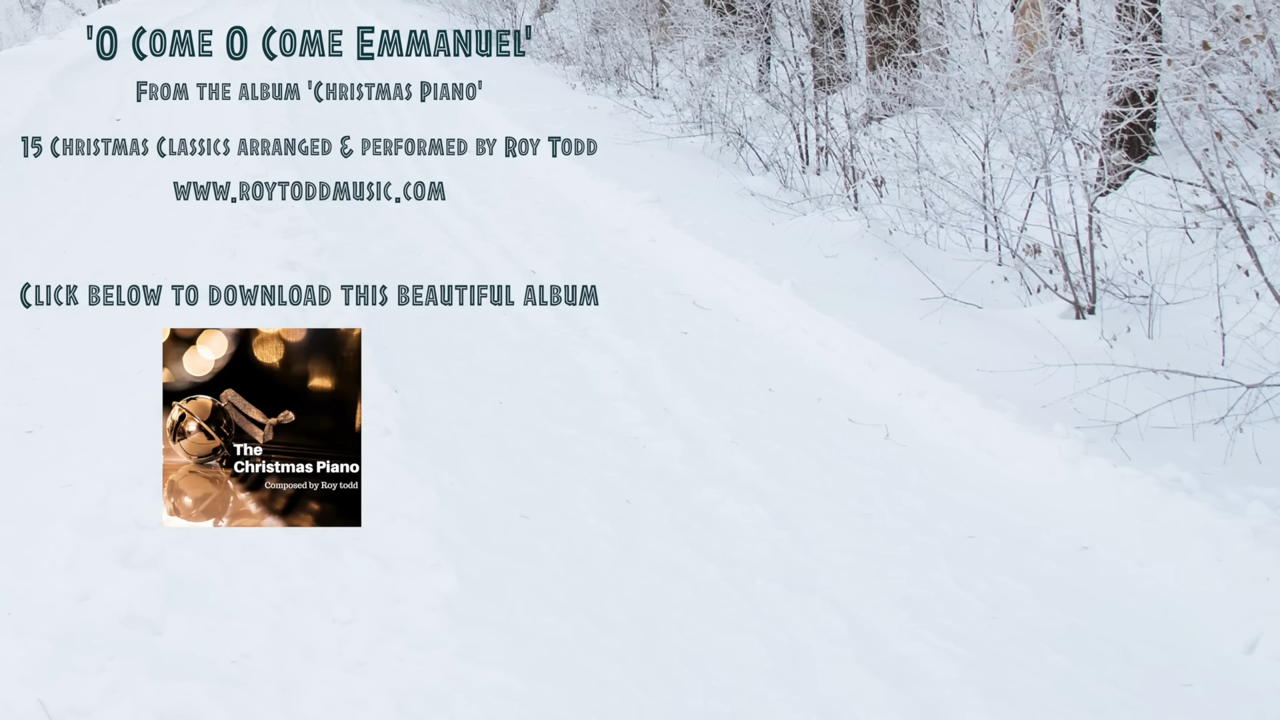 'O Come O Come Emmanuel'
From the album 'Christmas Piano'
15 Christmas Classics arranged & performed by Roy Todd
www.roytoddmusic.com
Click below to download this beautiful album
The
Christmas Piano
Composed by Roy todd